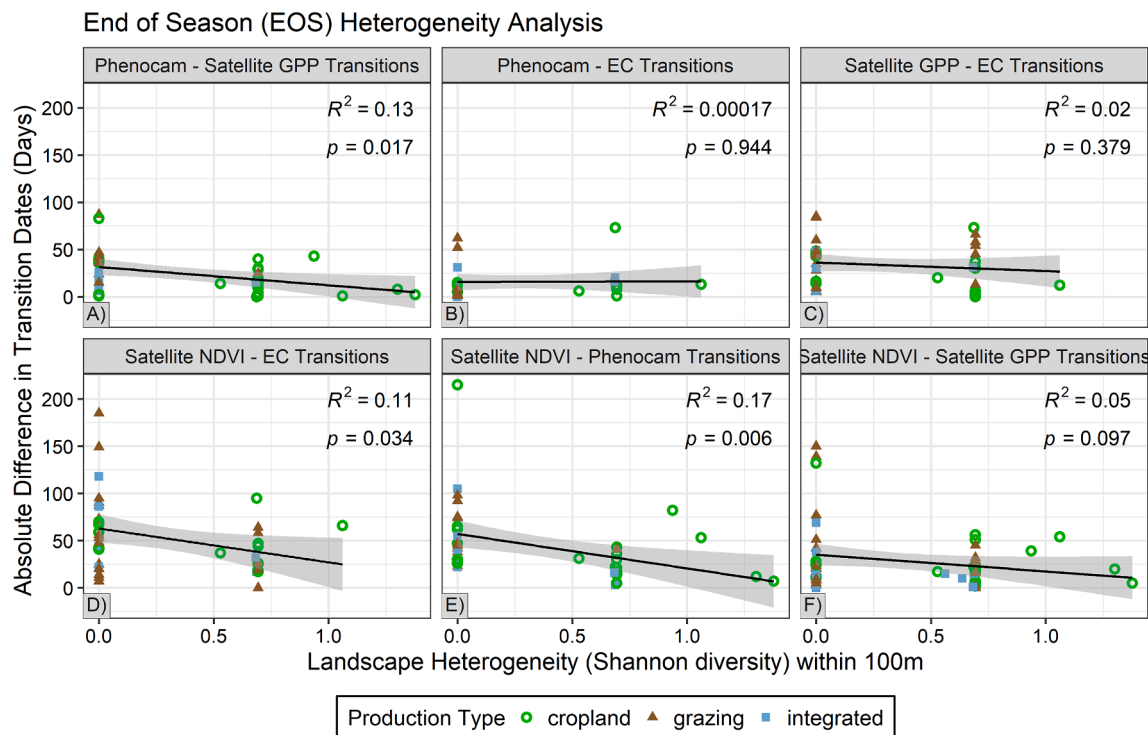 End of Season (EOS) Heterogeneity Analysis
Phenocam - Satellite GPP Transitions
Phenocam - EC Transitions
Satellite GPP - EC Transitions
Absolute Difference in Transition Dates (Days)
200
150
100
50
0
R² = 0.13
p = 0.017
A)
R² = 0.00017
p = 0.944
B)
R² = 0.02
p = 0.379
C)
Satellite NDVI - EC Transitions
Satellite NDVI - Phenocam Transitions
Satellite NDVI - Satellite GPP Transitions
200
150
100
50
0
R² = 0.11
p = 0.034
D)
R² = 0.17
p = 0.006
E)
R² = 0.05
p = 0.097
F)
0.0 0.5 1.0
0.0 0.5 1.0
0.0 0.5 1.0
Landscape Heterogeneity (Shannon diversity) within 100m
Production Type cropland grazing integrated